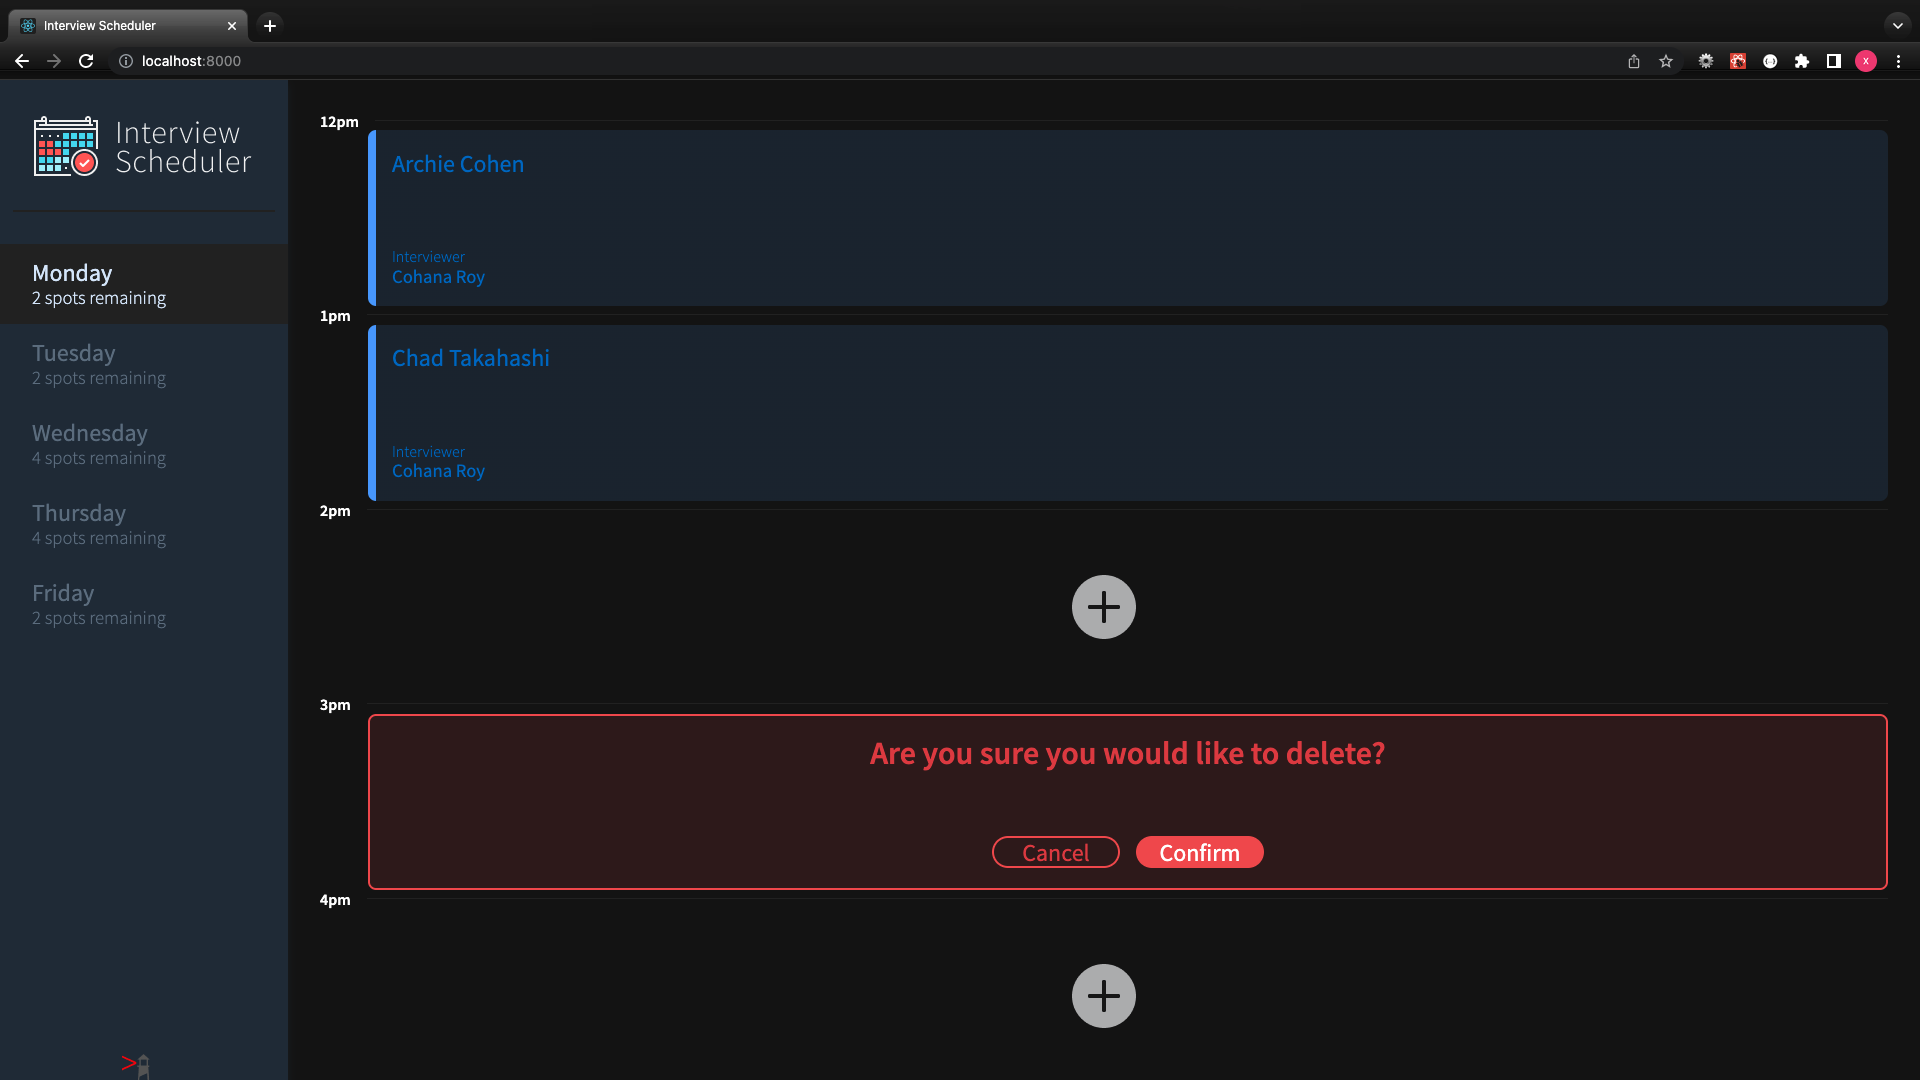 Interview Scheduler
localhost:8000
x
Interview
Scheduler
Monday
2 spots remaining
Tuesday
2 spots remaining
Wednesday
4 spots remaining
Thursday
4 spots remaining
Friday
2 spots remaining
>
12pm
Archie Cohen
Interviewer
Cohana Roy
1pm
Chad Takahashi
Interviewer
Cohana Roy
2pm
3pm
Are you sure you would like to delete?
Cancel Confirm
4pm